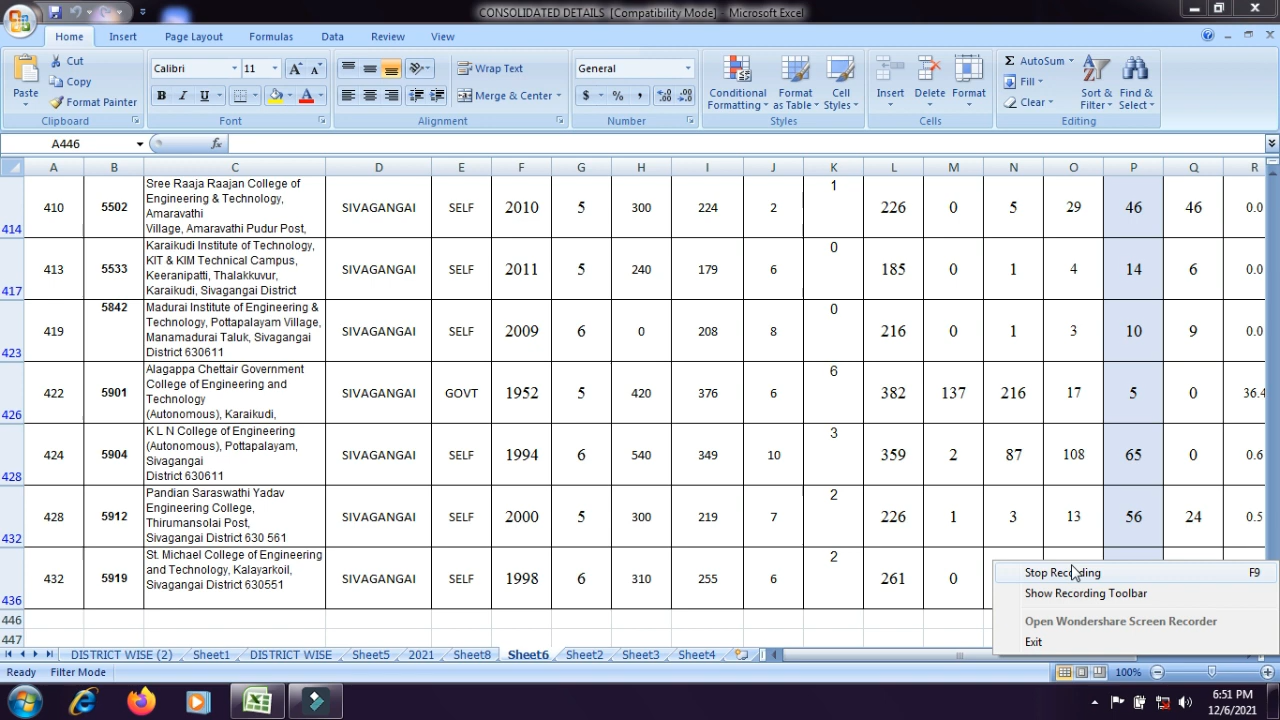 CONSOLIDATED DETAILS [Compatibility Mode] - Microsoft Excel
Home Insert Page Layout Formulas Data Review View
Paste
Cut
Copy
Format Painter
Clipboard
Calibri 11
B I U
Font
Wrap Text
Merge & Center
Alignment
General
$ % ,
Number
Conditional Formatting
Format as Table
Cell Styles
Styles
Insert Delete Format
Cells
Σ AutoSum
Fill
Clear
Sort & Filter
Find & Select
Editing
A446 fx
A B C D E F G H I J K L M N O P Q R
414 410 5502 Sree Raaja Raajan College of SIVAGANGAI SELF 2010 5 300 224 2 1 226 0 5 29 46 46 0.0
Engineering & Technology,
Amaravathi
Village, Amaravathi Pudur Post,
417 413 5533 Karaikudi Institute of Technology, SIVAGANGAI SELF 2011 5 240 179 6 0 185 0 1 4 14 6 0.0
KIT & KIM Technical Campus,
Keeranipatti, Thalakkuvur,
Karaikudi, Sivagangai District
423 419 5842 Madurai Institute of Engineering & SIVAGANGAI SELF 2009 6 0 208 8 0 216 0 1 3 10 9 0.0
Technology, Pottapalayam Village,
Manamadurai Taluk, Sivagangai
District 630611
426 422 5901 Alagappa Chettair Government SIVAGANGAI GOVT 1952 5 420 376 6 6 382 137 216 17 5 0 36.4
College of Engineering and
Technology
(Autonomous), Karaikudi,
428 424 5904 K L N College of Engineering SIVAGANGAI SELF 1994 6 540 349 10 3 359 2 87 108 65 0 0.6
(Autonomous), Pottapalayam,
Sivagangai
District 630611
432 428 5912 Pandian Saraswathi Yadav SIVAGANGAI SELF 2000 5 300 219 7 2 226 1 3 13 56 24 0.5
Engineering College,
Thirumansolai Post,
Sivagangai District 630 561
436 432 5919 St. Michael College of Engineering SIVAGANGAI SELF 1998 6 310 255 6 2 261 0
and Technology, Kalayarkoil,
Sivagangai District 630551
446
447
Stop Recording F9
Show Recording Toolbar
Open Wondershare Screen Recorder
Exit
DISTRICT WISE (2) Sheet1 DISTRICT WISE Sheet5 2021 Sheet8 Sheet6 Sheet2 Sheet3 Sheet4
Ready Filter Mode 100%
6:51 PM
12/6/2021